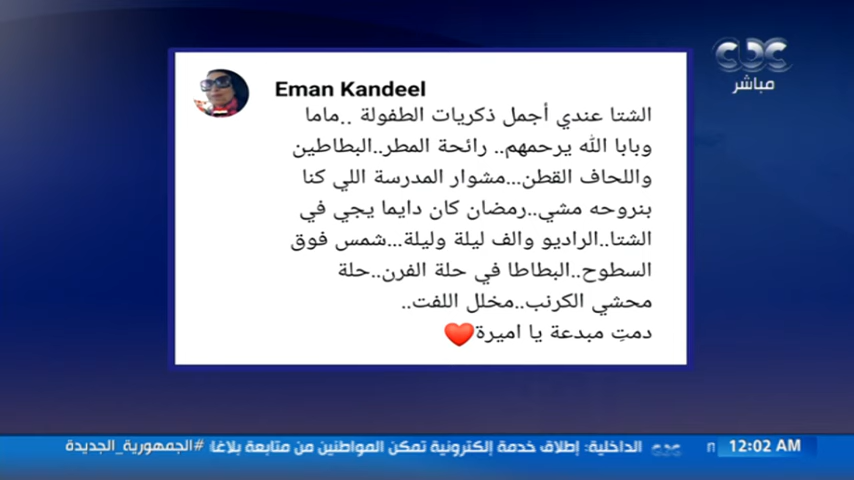 cbc
مباشر
Eman Kandeel
الشتا عندي أجمل ذكريات الطفولة ..ماما
وبابا الله يرحمهم.. رائحة المطر..البطاطين
واللحاف القطن...مشوار المدرسة اللي كنا
بنروحه مشي..رمضان كان دايما يجي في
الشتا..الراديو والف ليلة وليلة...شمس فوق
السطوح..البطاطا في حلة الفرن..حلة
محشي الكرنب..مخلل اللفت..
دمتِ مبدعة يا اميرة❤️
12:02 AM
cbc الداخلية: إطلاق خدمة إلكترونية تمكن المواطنين من متابعة بلاغا
#الجمهورية_الجديدة